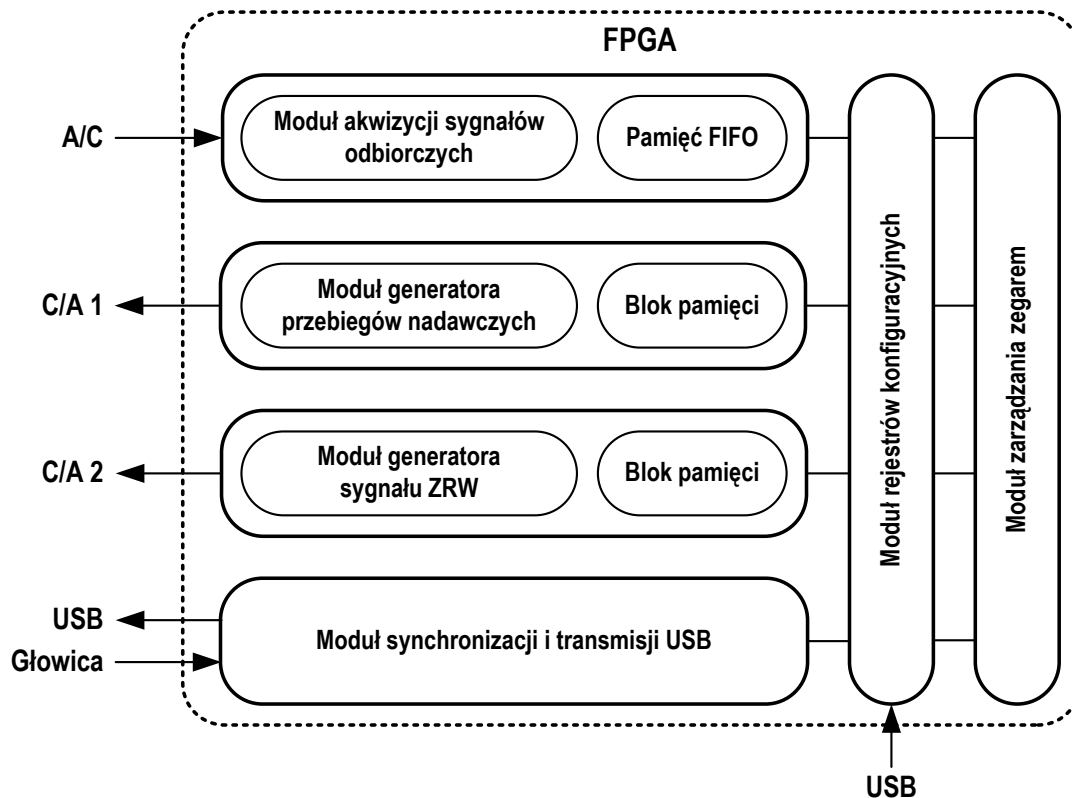 FPGA
A/C
Moduł akwizycji sygnałów
odbiorczych
Pamięć FIFO
C/A 1
Moduł generatora
przebiegów nadawczych
Blok pamięci
C/A 2
Moduł generatora
sygnału ZRW
Blok pamięci
USB
Głowica
Moduł synchronizacji i transmisji USB
Moduł rejestrów konfiguracyjnych
Moduł zarządzania zegarem
USB